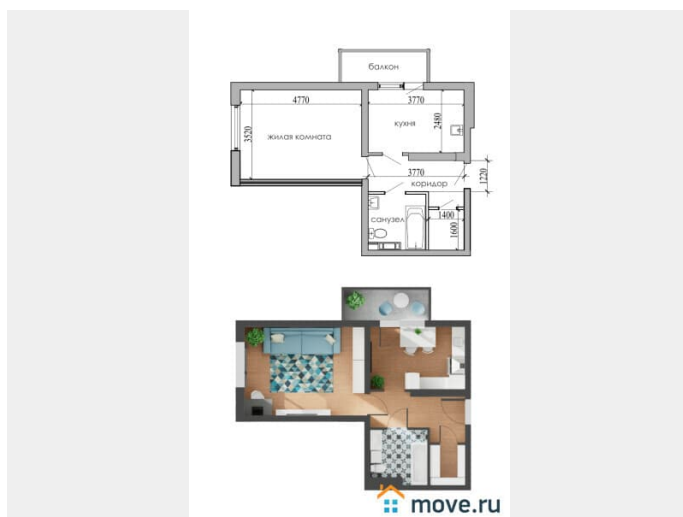 балкон
4770
3770
3520
жилая комната
кухня
2480
3770
коридор
1220
санузел
1400
1600
move.ru